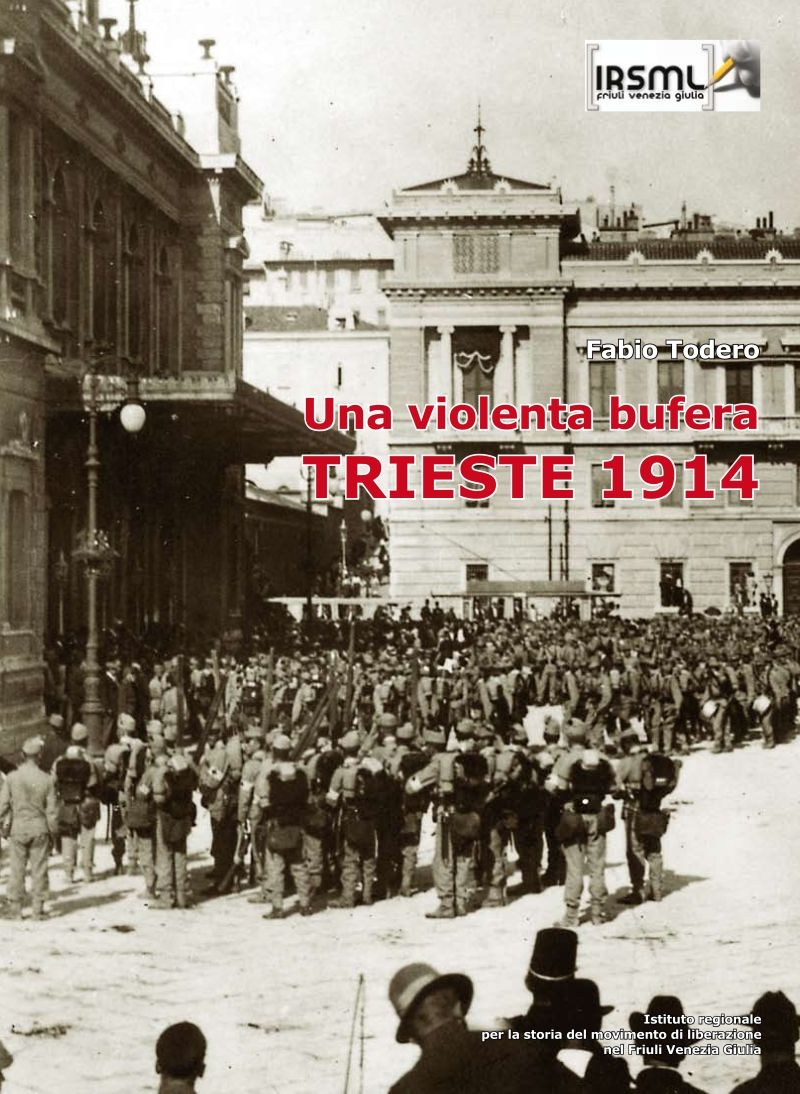 IRSML
friuli venezia giulia
Fabio Todero
Una violenta bufera
TRIESTE 1914
Istituto regionale
per la storia del movimento di liberazione
nel Friuli Venezia Giulia